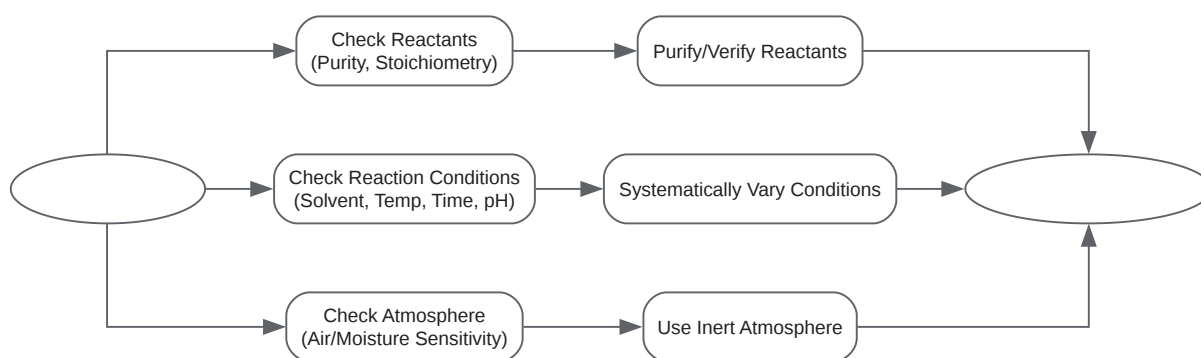 Check Reactants
(Purity, Stoichiometry)
Purify/Verify Reactants
Check Reaction Conditions
(Solvent, Temp, Time, pH)
Systematically Vary Conditions
Check Atmosphere
(Air/Moisture Sensitivity)
Use Inert Atmosphere